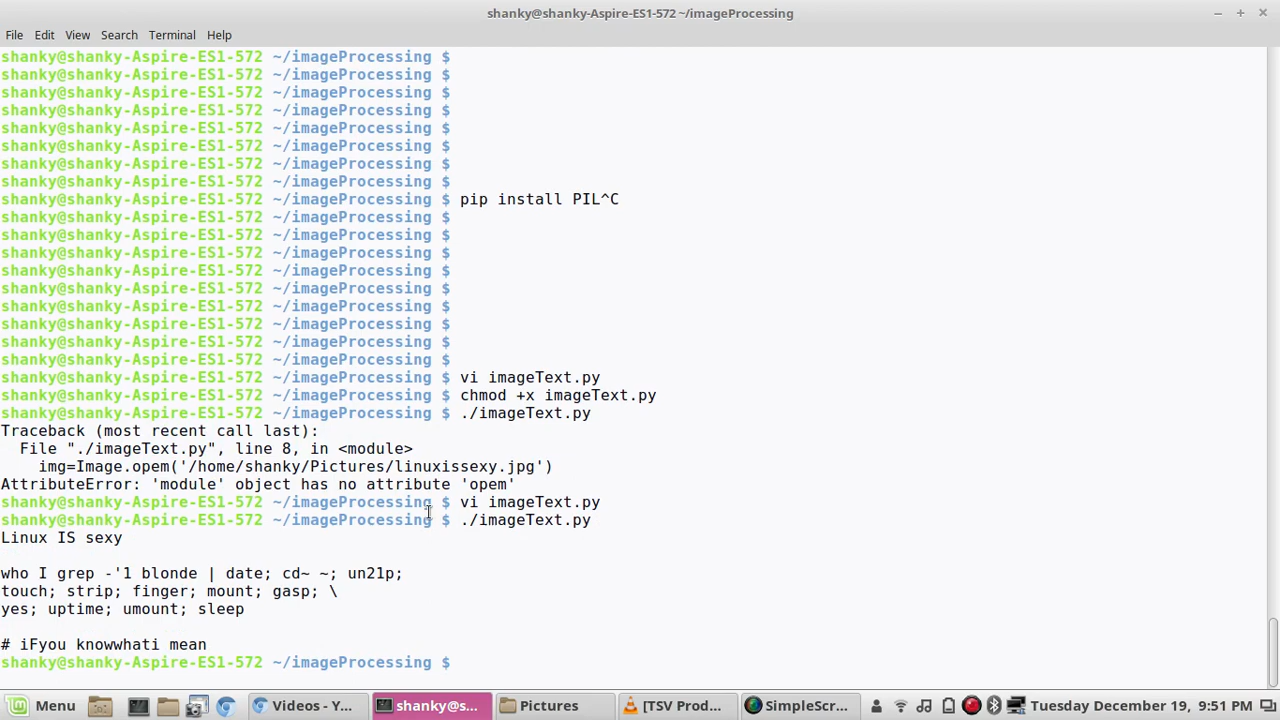 shanky@shanky-Aspire-ES1-572 ~/imageProcessing
File Edit View Search Terminal Help
shanky@shanky-Aspire-ES1-572 ~/imageProcessing $
shanky@shanky-Aspire-ES1-572 ~/imageProcessing $
shanky@shanky-Aspire-ES1-572 ~/imageProcessing $
shanky@shanky-Aspire-ES1-572 ~/imageProcessing $
shanky@shanky-Aspire-ES1-572 ~/imageProcessing $
shanky@shanky-Aspire-ES1-572 ~/imageProcessing $
shanky@shanky-Aspire-ES1-572 ~/imageProcessing $
shanky@shanky-Aspire-ES1-572 ~/imageProcessing $
shanky@shanky-Aspire-ES1-572 ~/imageProcessing $ pip install PIL^C
shanky@shanky-Aspire-ES1-572 ~/imageProcessing $
shanky@shanky-Aspire-ES1-572 ~/imageProcessing $
shanky@shanky-Aspire-ES1-572 ~/imageProcessing $
shanky@shanky-Aspire-ES1-572 ~/imageProcessing $
shanky@shanky-Aspire-ES1-572 ~/imageProcessing $
shanky@shanky-Aspire-ES1-572 ~/imageProcessing $
shanky@shanky-Aspire-ES1-572 ~/imageProcessing $
shanky@shanky-Aspire-ES1-572 ~/imageProcessing $
shanky@shanky-Aspire-ES1-572 ~/imageProcessing $
shanky@shanky-Aspire-ES1-572 ~/imageProcessing $ vi imageText.py
shanky@shanky-Aspire-ES1-572 ~/imageProcessing $ chmod +x imageText.py
shanky@shanky-Aspire-ES1-572 ~/imageProcessing $ ./imageText.py
Traceback (most recent call last):
  File "./imageText.py", line 8, in <module>
    img=Image.opem('/home/shanky/Pictures/linuxissexy.jpg')
AttributeError: 'module' object has no attribute 'opem'
shanky@shanky-Aspire-ES1-572 ~/imageProcessing $ vi imageText.py
shanky@shanky-Aspire-ES1-572 ~/imageProcessing $ ./imageText.py
Linux IS sexy
who I grep -'1 blonde | date; cd~ ~; un21p;
touch; strip; finger; mount; gasp; \
yes; uptime; umount; sleep
# iFyou knowwhati mean
shanky@shanky-Aspire-ES1-572 ~/imageProcessing $
Menu Videos - Y... shanky@s... Pictures [TSV Prod... SimpleScr... Tuesday December 19, 9:51 PM